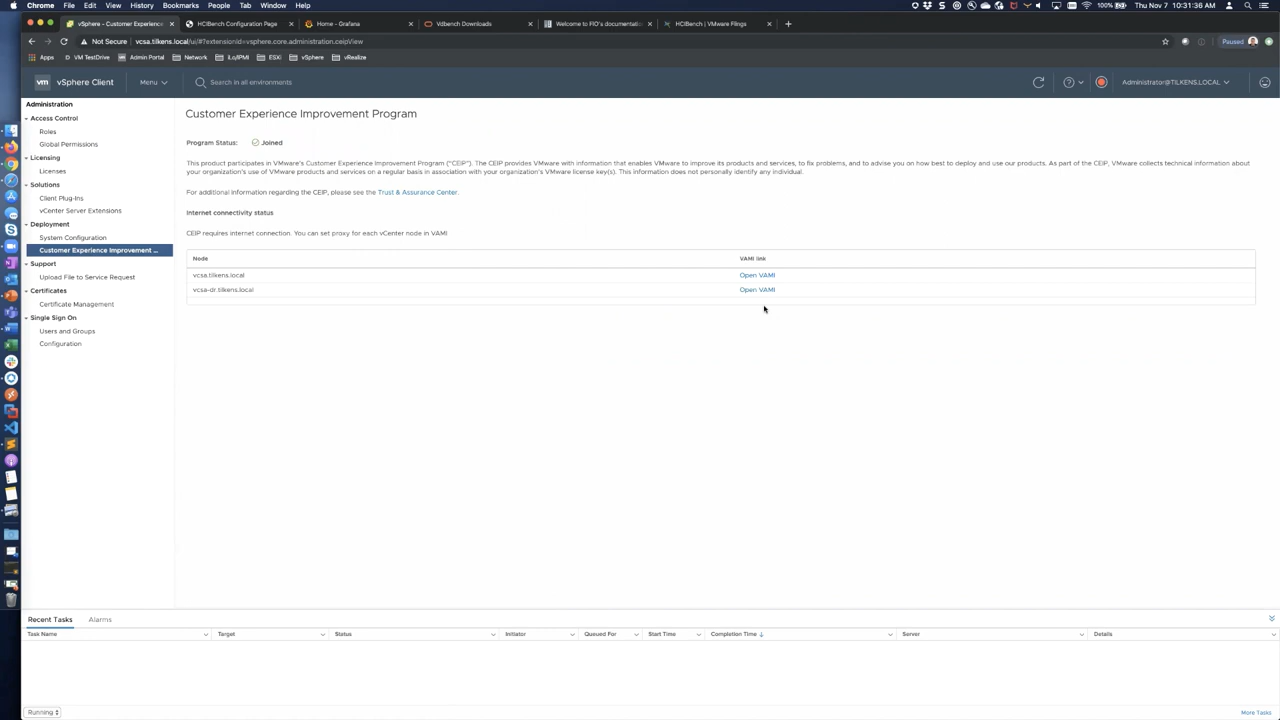 Chrome File Edit View History Bookmarks People Tab Window Help 100% Thu Nov 7 10:11:36 AM
vSphere - Customer Experience HCIBench Configuration Page Home - Grafana Vdbench Downloads Welcome to FIO's documentati HCIBench | VMware Flings
Not Secure vcsa.tilkens.local/ui/#?extensionId=vsphere.core.administration.ceipView Paused
Apps VM TestDrive Admin Portal Network iLo/IPMI ESXi vSphere vRealize
vm vSphere Client Menu Search in all environments Administrator@TILKENS.LOCAL
Administration
Access Control
Roles
Global Permissions
Licensing
Licenses
Solutions
Client Plug-Ins
vCenter Server Extensions
Deployment
System Configuration
Customer Experience Improvement ...
Support
Upload File to Service Request
Certificates
Certificate Management
Single Sign On
Users and Groups
Configuration
Customer Experience Improvement Program
Program Status: Joined
This product participates in VMware's Customer Experience Improvement Program ("CEIP"). The CEIP provides VMware with information that enables VMware to improve its products and services, to fix problems, and to advise you on how best to deploy and use our products. As part of the CEIP, VMware collects technical information about
your organization's use of VMware products and services on a regular basis in association with your organization's VMware license key(s). This information does not personally identify any individual.
For additional information regarding the CEIP, please see the Trust & Assurance Center.
Internet connectivity status
CEIP requires internet connection. You can set proxy for each vCenter node in VAMI
Node VAMI link
vcsa.tilkens.local Open VAMI
vcsa-dr.tilkens.local Open VAMI
Recent Tasks Alarms
Task Name Target Status Initiator Queued For Start Time Completion Time Server Details
Running More Tasks